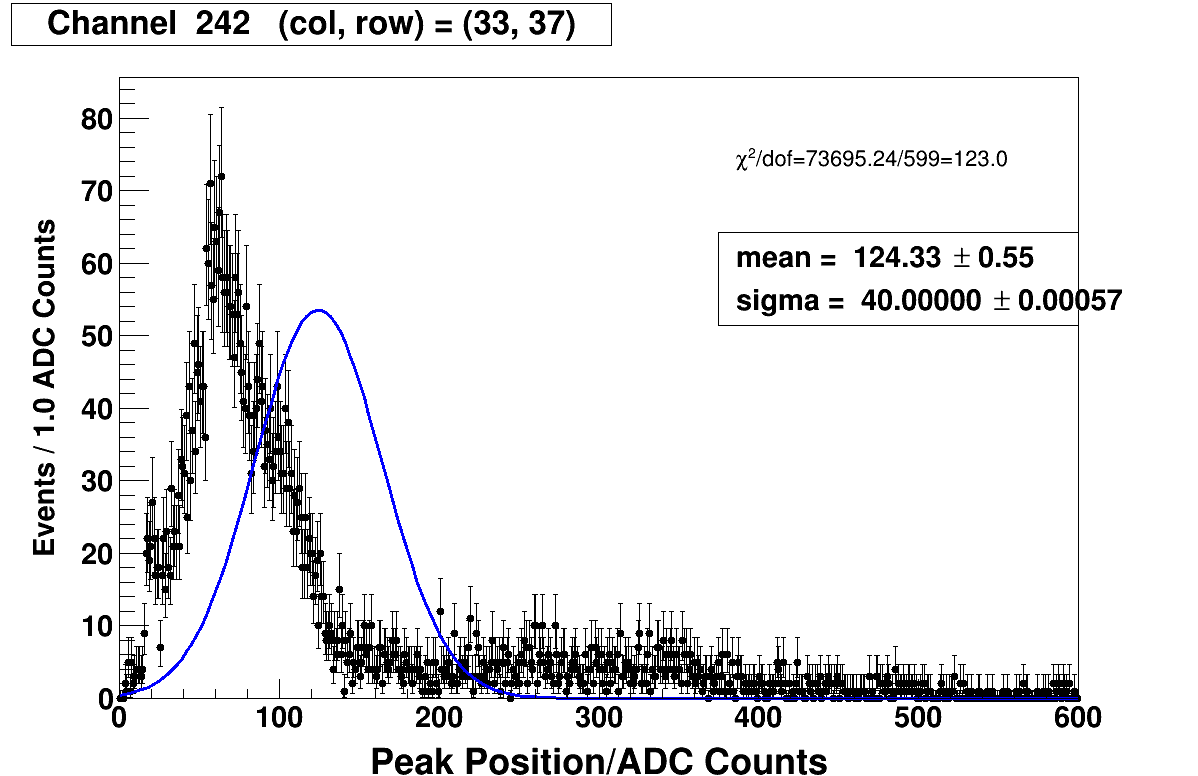 Channel 242 (col, row) = (33, 37)
χ²/dof=73695.24/599=123.0
mean = 124.33 ± 0.55
sigma = 40.00000 ± 0.00057
Events / 1.0 ADC Counts
80
70
60
50
40
30
20
10
0
0 100 200 300 400 500 600
Peak Position/ADC Counts